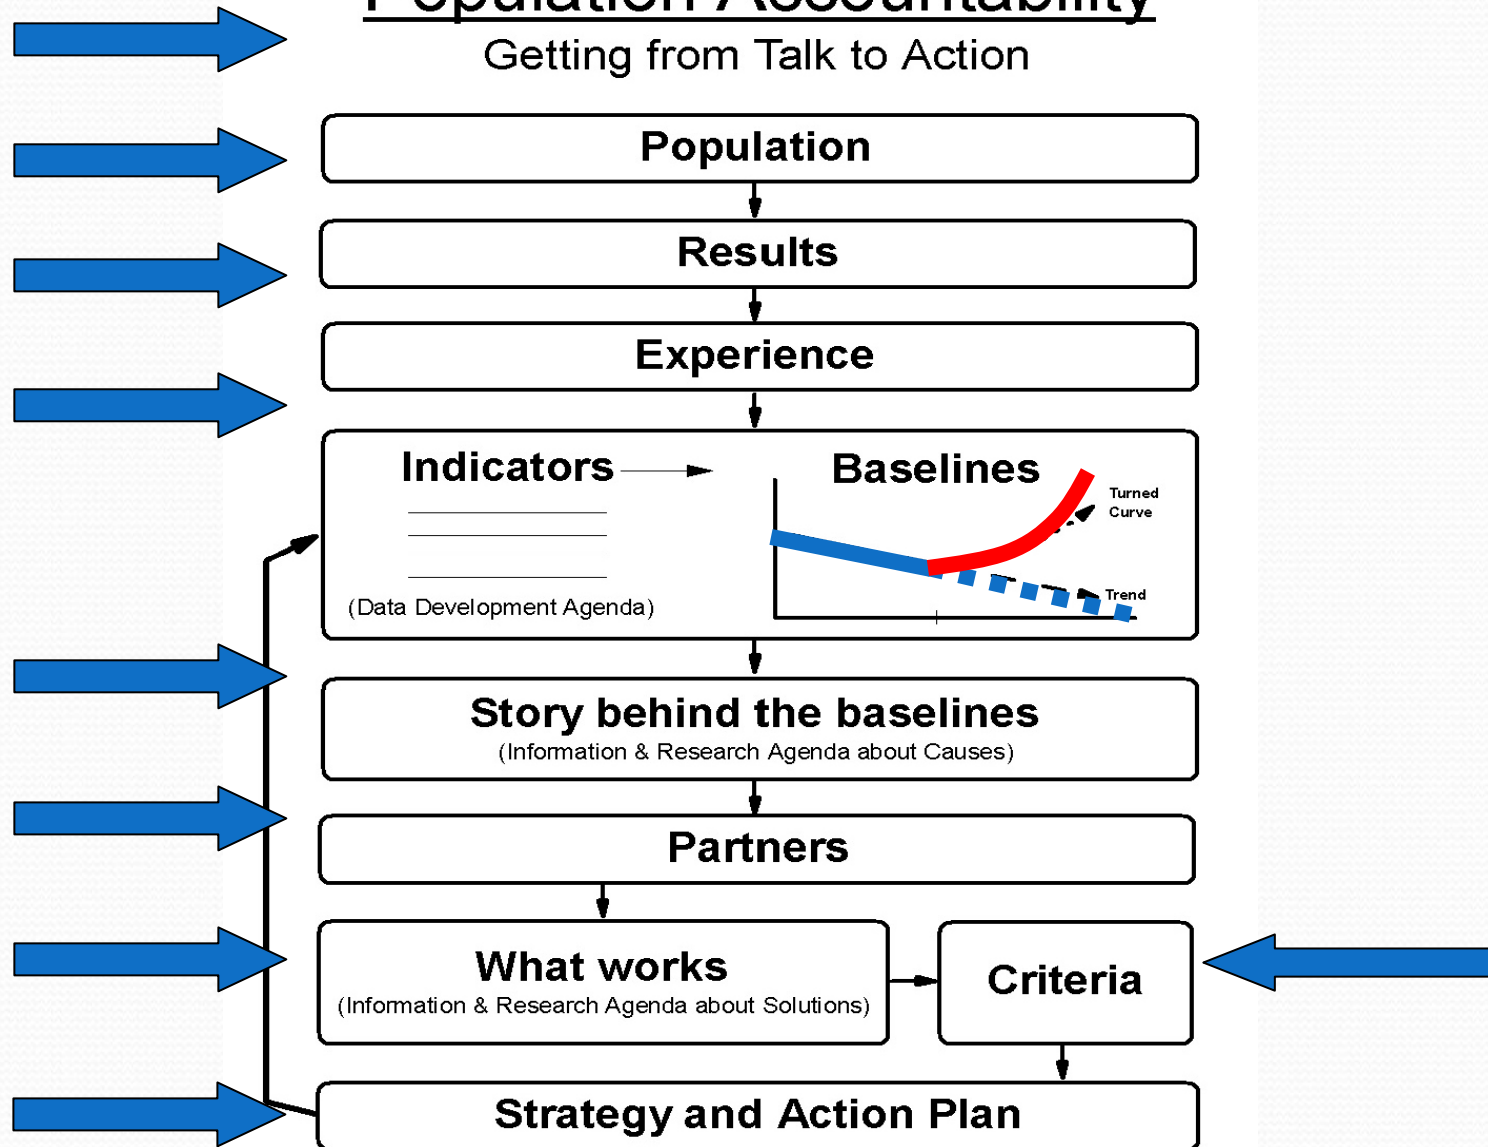 Population Accountability
Getting from Talk to Action
Population
Results
Experience
Indicators
Baselines
Turned
Curve
Trend
(Data Development Agenda)
Story behind the baselines
(Information & Research Agenda about Causes)
Partners
What works
(Information & Research Agenda about Solutions)
Criteria
Strategy and Action Plan